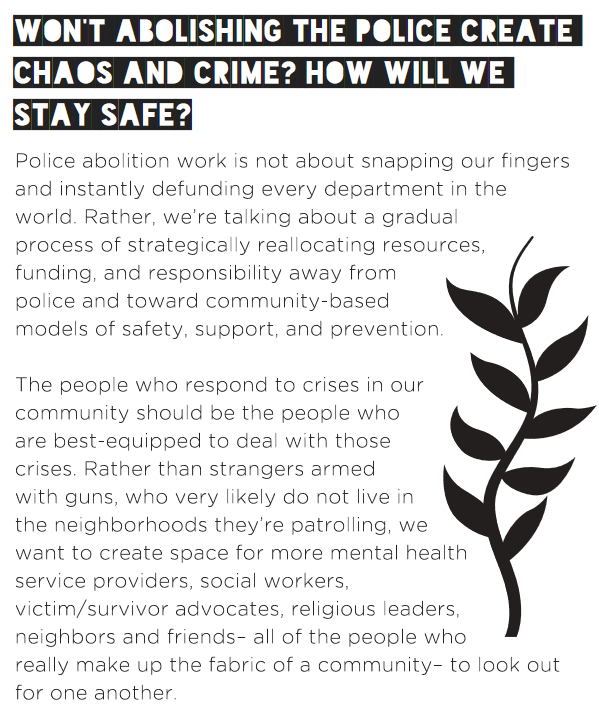 WON'T ABOLISHING THE POLICE CREATE
CHAOS AND CRIME? HOW WILL WE
STAY SAFE?
Police abolition work is not about snapping our fingers
and instantly defunding every department in the
world. Rather, we're talking about a gradual
process of strategically reallocating resources,
funding, and responsibility away from
police and toward community-based
models of safety, support, and prevention.
The people who respond to crises in our
community should be the people who
are best-equipped to deal with those
crises. Rather than strangers armed
with guns, who very likely do not live in
the neighborhoods they're patrolling, we
want to create space for more mental health
service providers, social workers,
victim/survivor advocates, religious leaders,
neighbors and friends– all of the people who
really make up the fabric of a community– to look out
for one another.